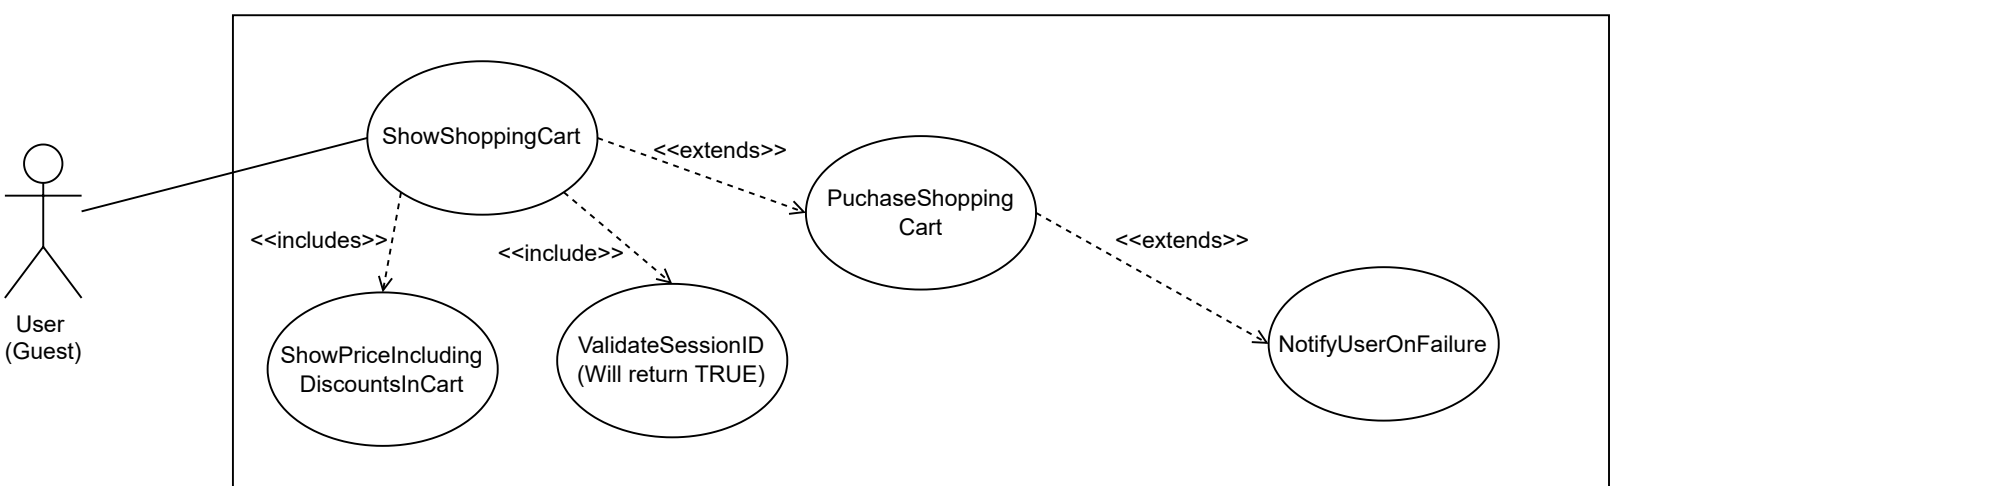 ShowShoppingCart
<<extends>>
PuchaseShopping
Cart
<<includes>>
<<include>>
<<extends>>
User
(Guest)
ShowPriceIncluding
DiscountsInCart
ValidateSessionID
(Will return TRUE)
NotifyUserOnFailure